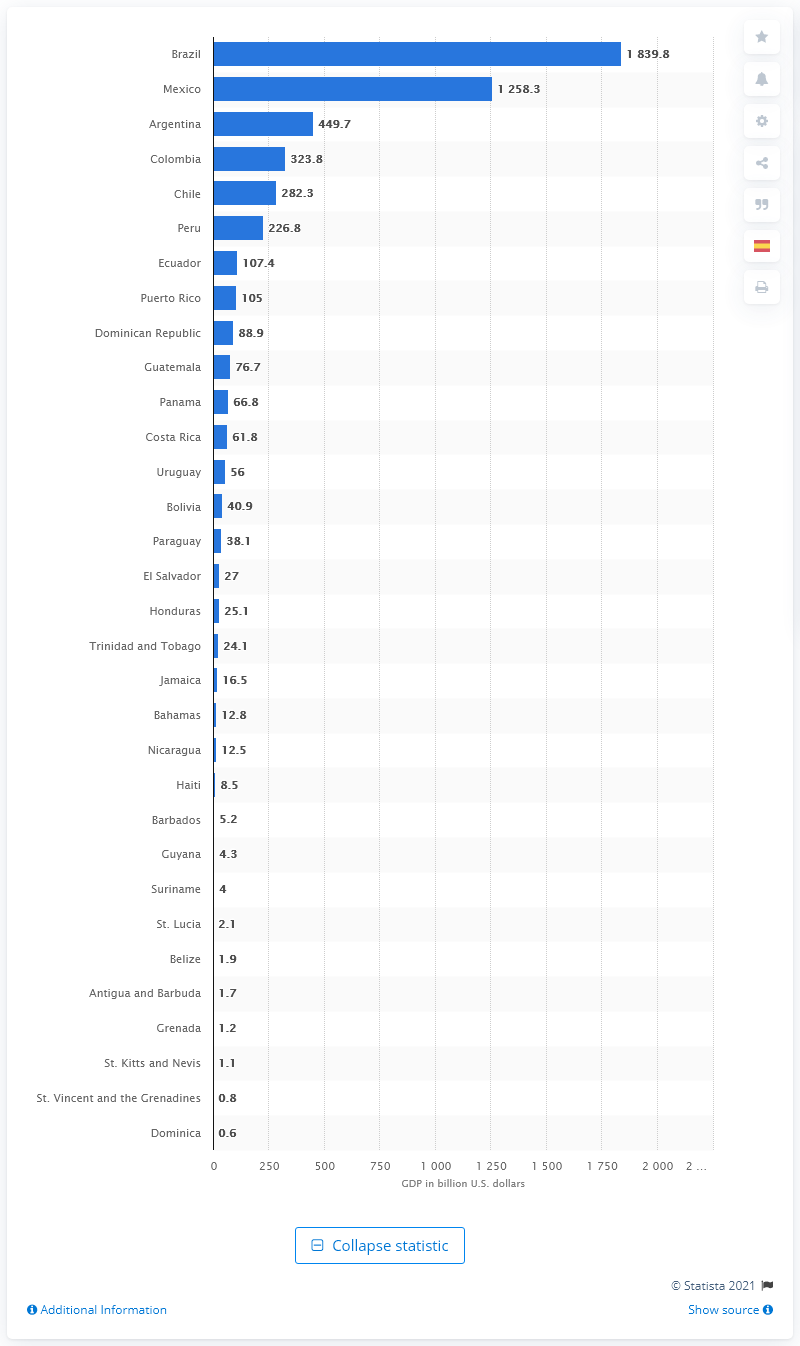 Brazil 1 839.8
Mexico 1 258.3
Argentina 449.7
Colombia 323.8
Chile 282.3
Peru 226.8
Ecuador 107.4
Puerto Rico 105
Dominican Republic 88.9
Guatemala 76.7
Panama 66.8
Costa Rica 61.8
Uruguay 56
Bolivia 40.9
Paraguay 38.1
El Salvador 27
Honduras 25.1
Trinidad and Tobago 24.1
Jamaica 16.5
Bahamas 12.8
Nicaragua 12.5
Haiti 8.5
Barbados 5.2
Guyana 4.3
Suriname 4
St. Lucia 2.1
Belize 1.9
Antigua and Barbuda 1.7
Grenada 1.2
St. Kitts and Nevis 1.1
St. Vincent and the Grenadines 0.8
Dominica 0.6
0 250 500 750 1 000 1 250 1 500 1 750 2 000 2 ...
GDP in billion U.S. dollars
Collapse statistic
© Statista 2021
Additional Information Show source